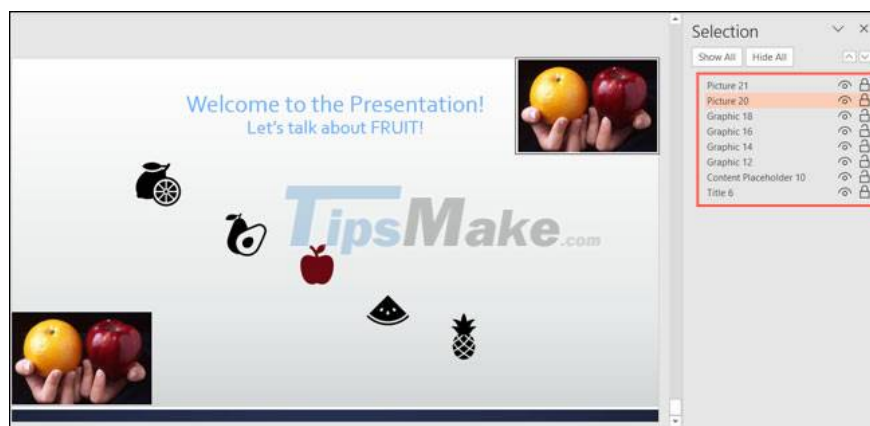 Welcome to the Presentation!
Let's talk about FRUIT!
TipsMake.com
Selection
Show All Hide All
Picture 21
Picture 20
Graphic 18
Graphic 16
Graphic 14
Graphic 12
Content Placeholder 10
Title 6